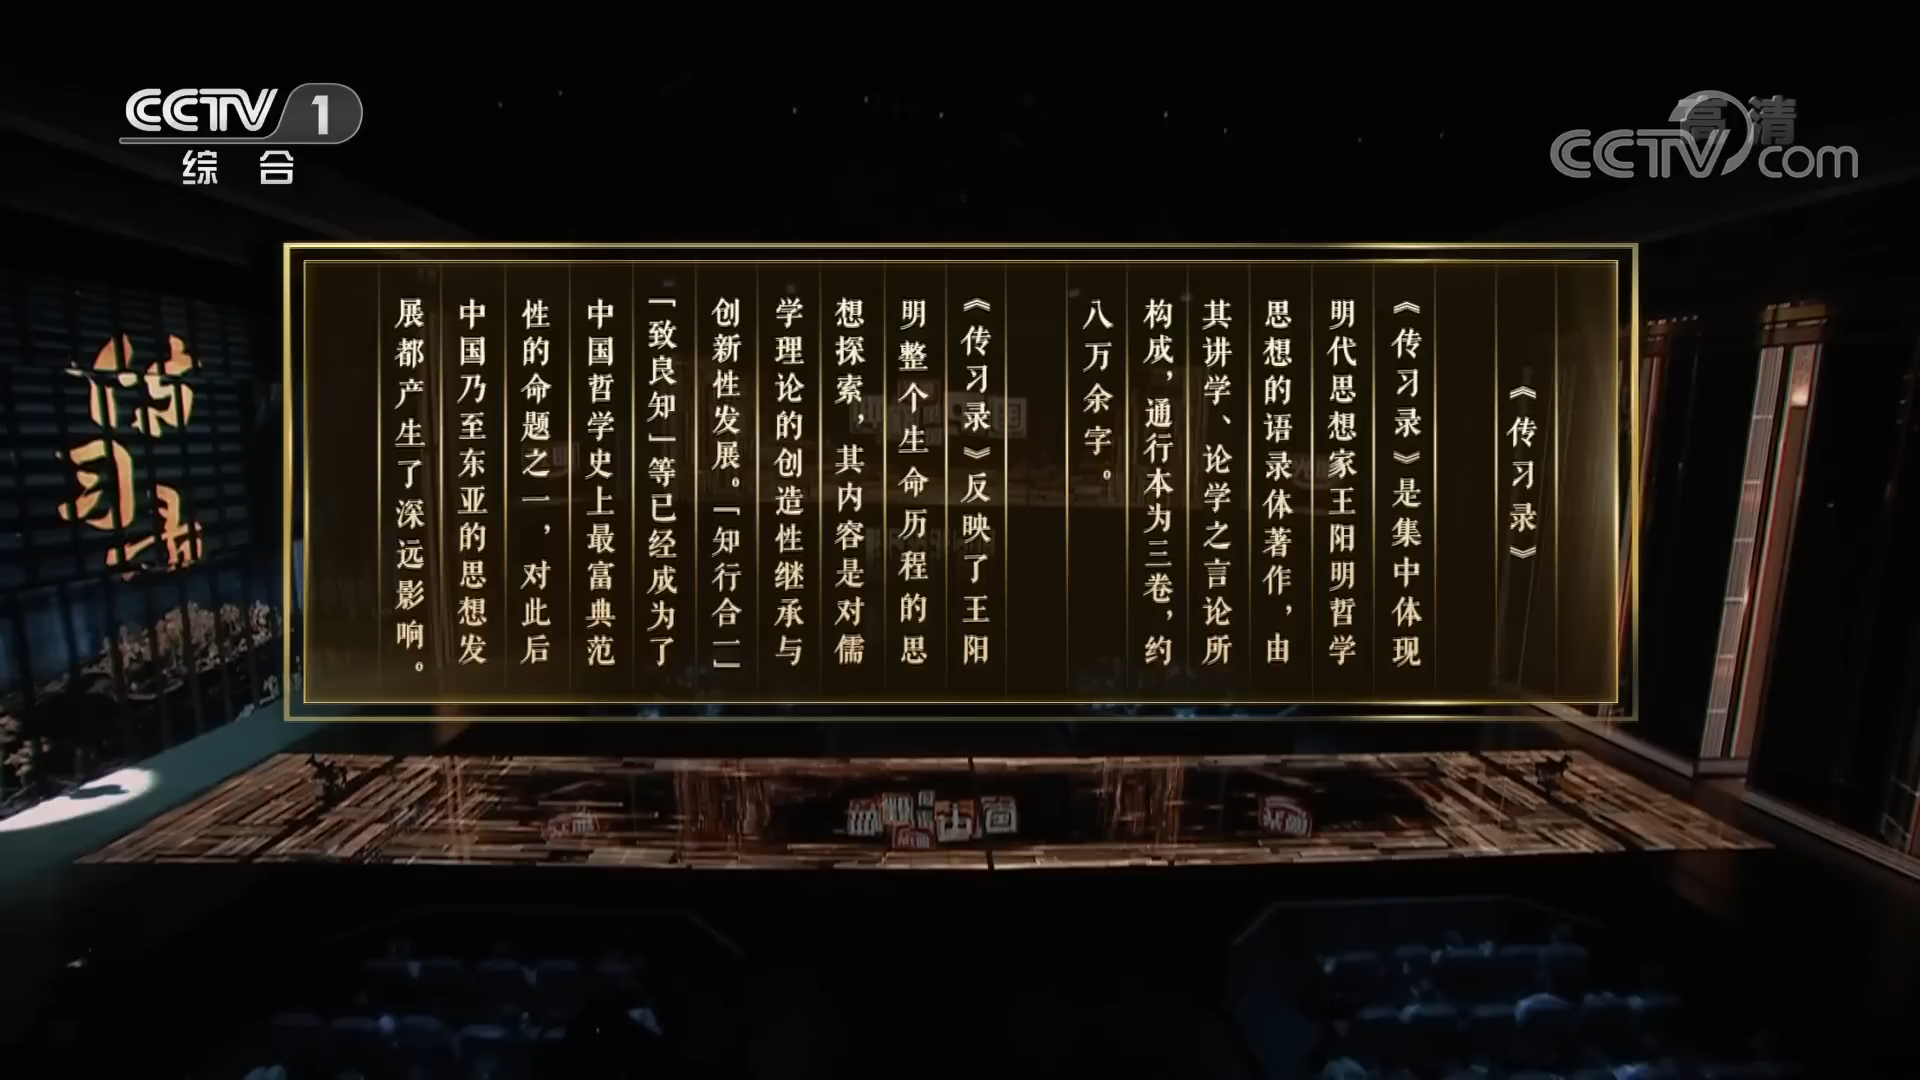 CCTV 1
综合
高清
CCTV.com
《传习录》
《传习录》是集中体现
明代思想家王阳明哲学
思想的语录体著作，由
其讲学、论学之言论所
构成，通行本为三卷，约
八万余字。
《传习录》反映了王阳
明整个生命历程的思
想探索，其内容是对儒
学理论的创造性继承与
创新性发展。「知行合一」
「致良知」等已经成为了
中国哲学史上最富典范
性的命题之一，对此后
中国乃至东亚的思想发
展都产生了深远影响。
传习录